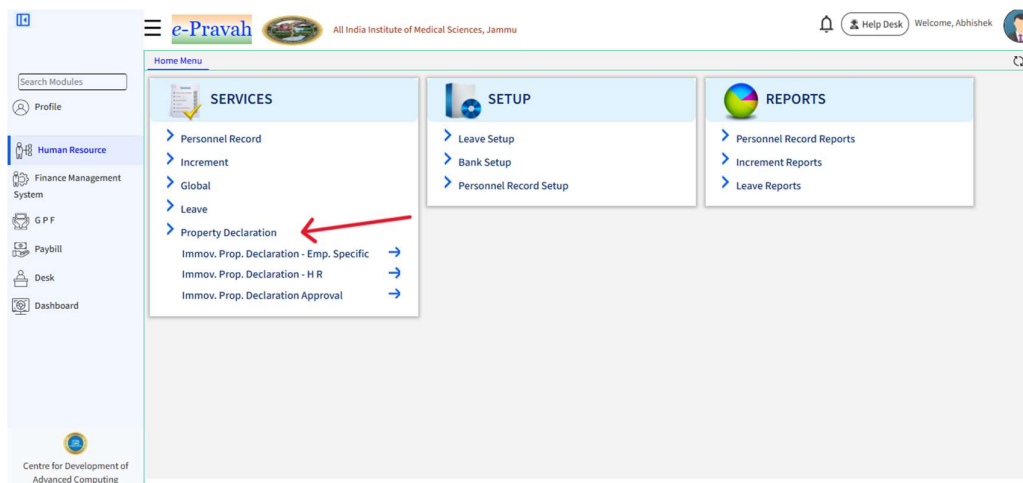 e-Pravah
All India Institute of Medical Sciences, Jammu
Help Desk
Welcome, Abhishek
Home Menu
Search Modules
Profile
Human Resource
Finance Management
System
G P F
Paybill
Desk
Dashboard
Centre for Development of
Advanced Computing
SERVICES
Personnel Record
Increment
Global
Leave
Property Declaration
Immov. Prop. Declaration - Emp. Specific
Immov. Prop. Declaration - H R
Immov. Prop. Declaration Approval
SETUP
Leave Setup
Bank Setup
Personnel Record Setup
REPORTS
Personnel Record Reports
Increment Reports
Leave Reports